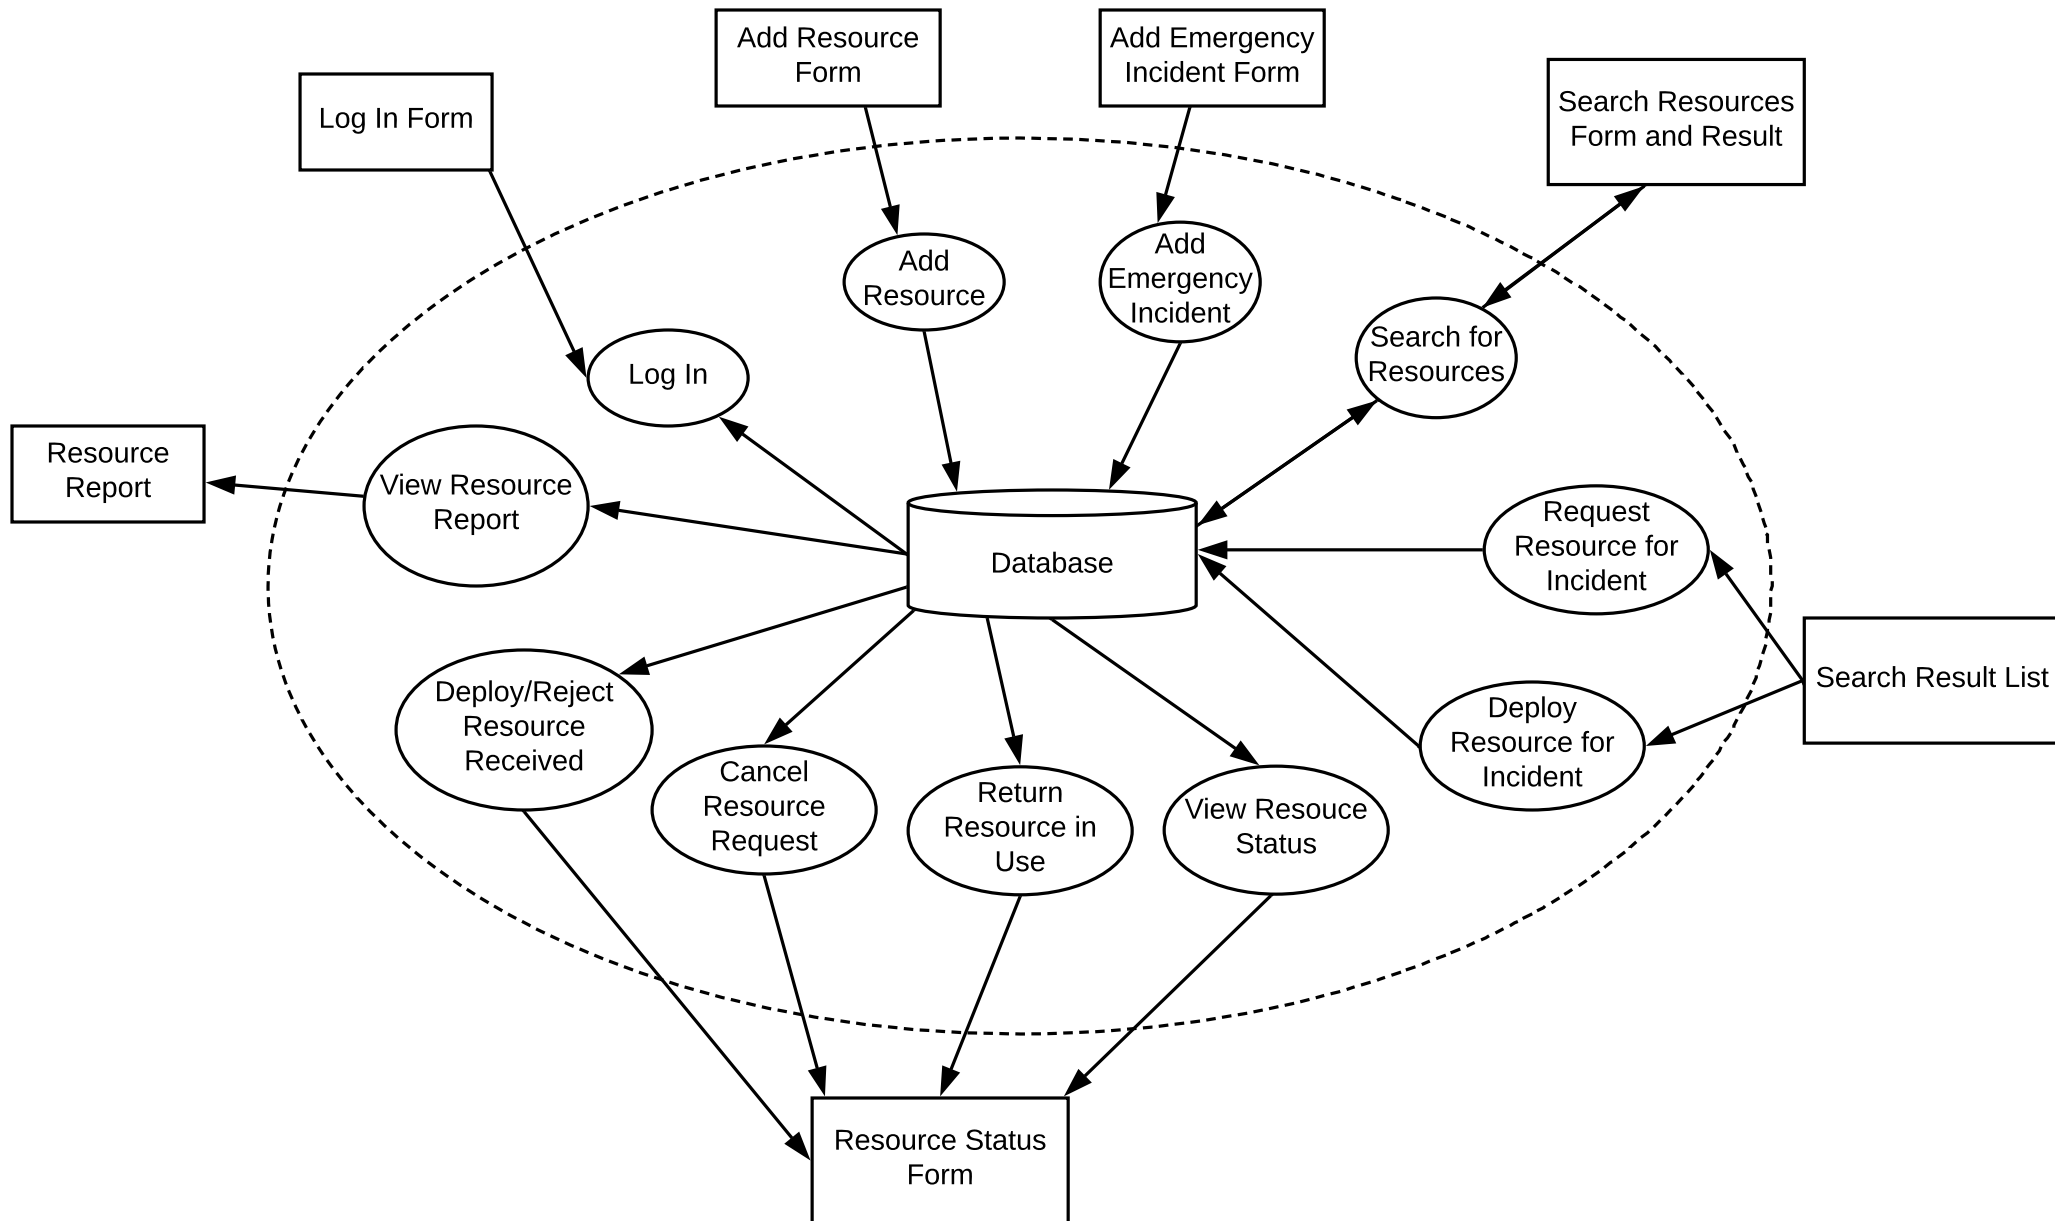 Add Resource
Form
Add Emergency
Incident Form
Search Resources
Form and Result
Log In Form
Add
Resource
Add
Emergency
Incident
Search for
Resources
Log In
Resource
Report
View Resource
Report
Database
Request
Resource for
Incident
Search Result List
Deploy/Reject
Resource
Received
Cancel
Resource
Request
Return
Resource in
Use
View Resouce
Status
Deploy
Resource for
Incident
Resource Status
Form